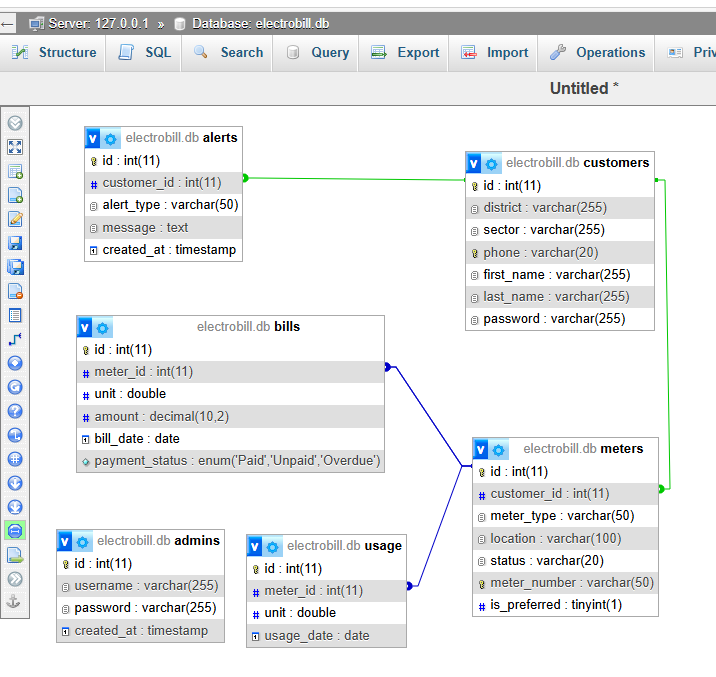 Server: 127.0.0.1 » Database: electrobill.db
Structure SQL Search Query Export Import Operations Priv
Untitled *
v electrobill.db alerts
id : int(11)
customer_id : int(11)
alert_type : varchar(50)
message : text
created_at : timestamp
v electrobill.db customers
id : int(11)
district : varchar(255)
sector : varchar(255)
phone : varchar(20)
first_name : varchar(255)
last_name : varchar(255)
password : varchar(255)
v electrobill.db bills
id : int(11)
meter_id : int(11)
unit : double
amount : decimal(10,2)
bill_date : date
payment_status : enum('Paid','Unpaid','Overdue')
v electrobill.db meters
id : int(11)
customer_id : int(11)
meter_type : varchar(50)
location : varchar(100)
status : varchar(20)
meter_number : varchar(50)
is_preferred : tinyint(1)
v electrobill.db admins
id : int(11)
username : varchar(255)
password : varchar(255)
created_at : timestamp
v electrobill.db usage
id : int(11)
meter_id : int(11)
unit : double
usage_date : date